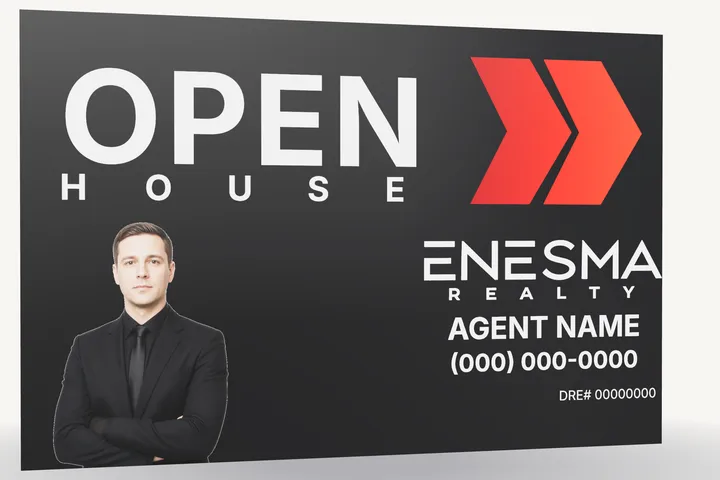 OPEN
HOUSE
ENESMA
REALTY
AGENT NAME
(000) 000-0000
DRE# 00000000